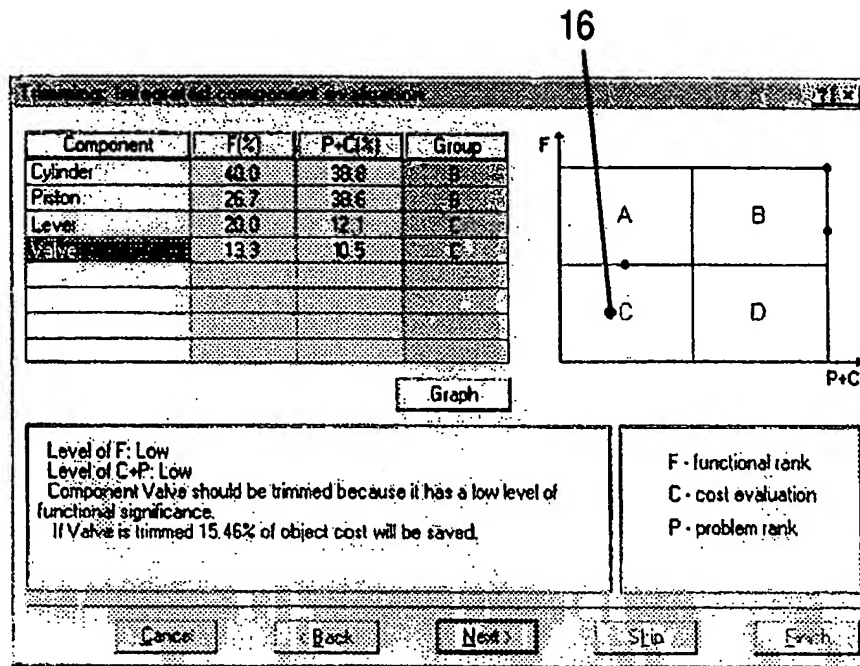 16
Trimming: Integrated component evaluation
Component F(%) P+C(%) Group
Cylinder 40.0 38.8 B
Piston 26.7 38.6 B
Lever 20.0 12.1 C
Valve 13.3 10.5 C
Graph
F
A B
C D
P+C
Level of F: Low
Level of C+P: Low
Component Valve should be trimmed because it has a low level of
functional significance.
If Valve is trimmed 15.46% of object cost will be saved.
F - functional rank
C - cost evaluation
P - problem rank
Cancel
< Back
Next >
Skip
Finish